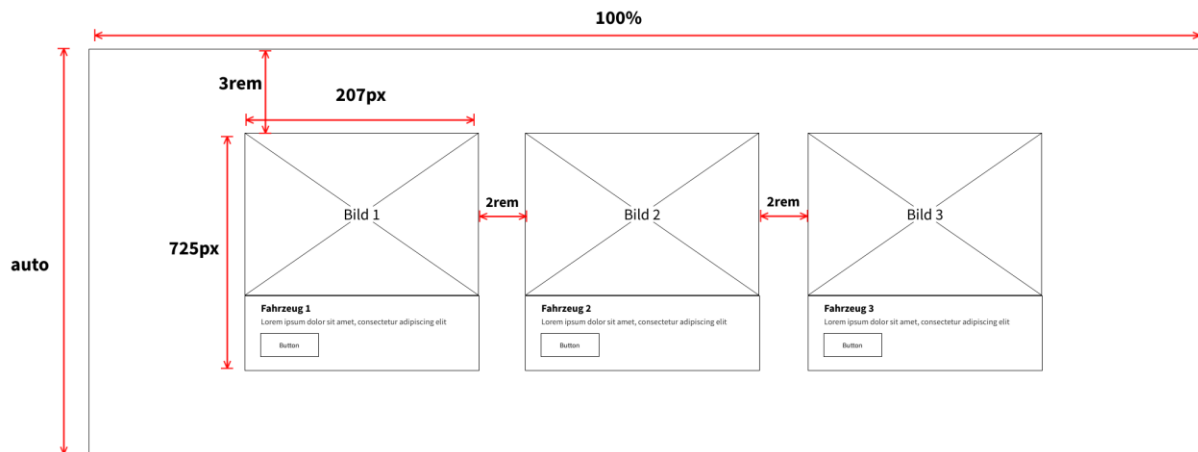 100%
3rem
207px
Bild 1
2rem
Bild 2
2rem
Bild 3
725px
auto
Fahrzeug 1
Lorem ipsum dolor sit amet, consectetur adipiscing elit
Button
Fahrzeug 2
Lorem ipsum dolor sit amet, consectetur adipiscing elit
Button
Fahrzeug 3
Lorem ipsum dolor sit amet, consectetur adipiscing elit
Button